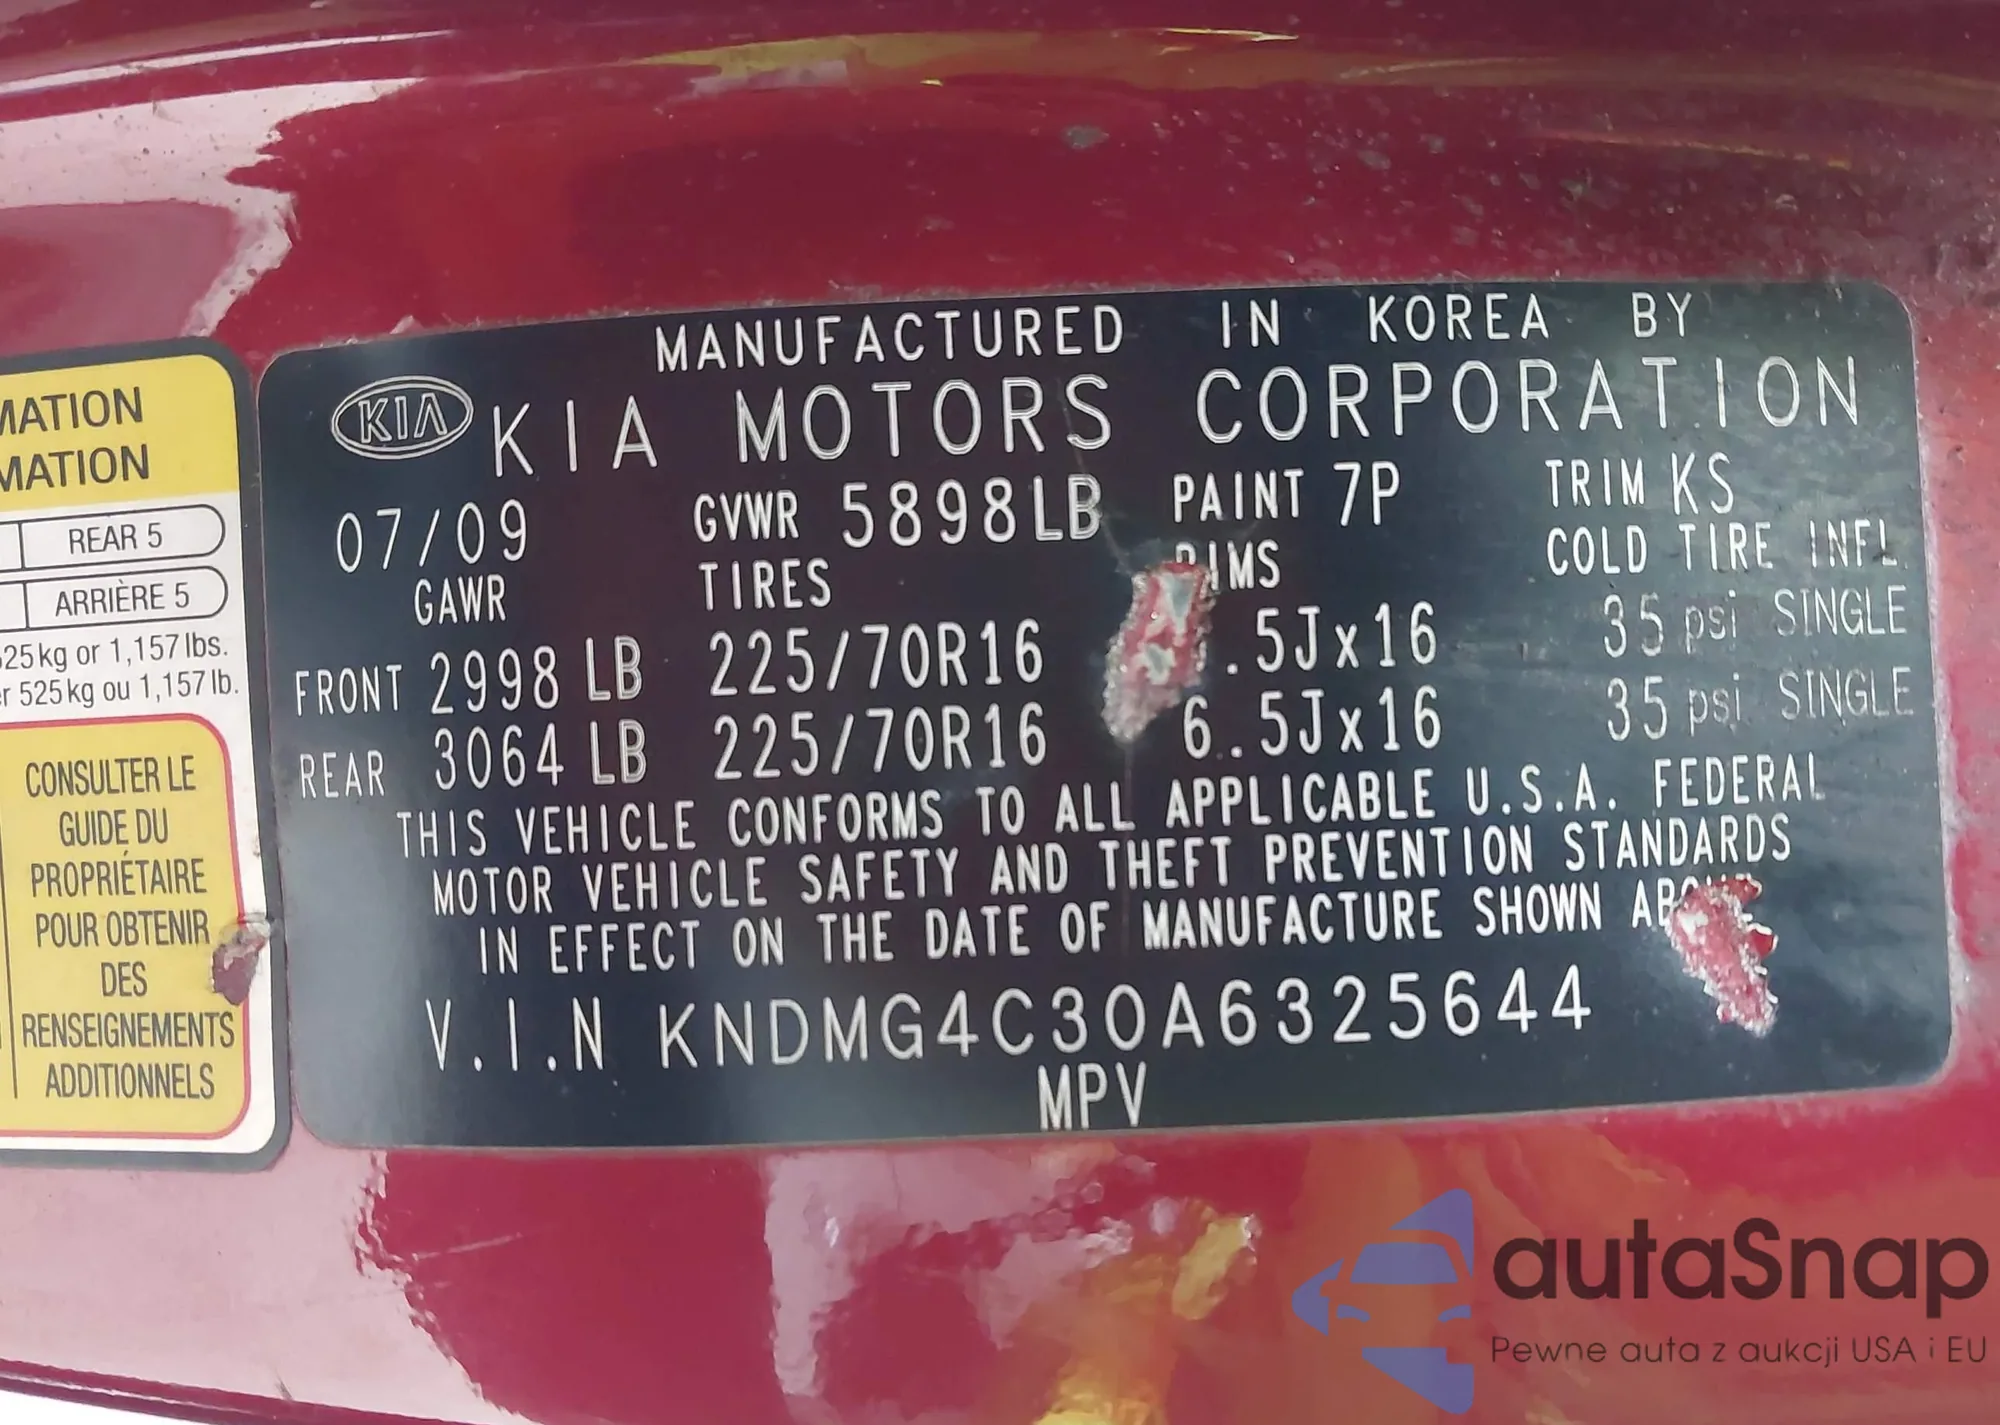 MATION
MATION
REAR 5
ARRIÈRE 5
25kg or 1,157 lbs.
r 525kg ou 1,157 lb.
CONSULTER LE
GUIDE DU
PROPRIÉTAIRE
POUR OBTENIR
DES
RENSEIGNEMENTS
ADDITIONNELS
MANUFACTURED IN KOREA BY
KIA KIA MOTORS CORPORATION
07/09 GVWR 5898LB PAINT 7P TRIM KS
GAWR TIRES RIMS COLD TIRE INFL.
FRONT 2998 LB 225/70R16 .5Jx16 35 psi SINGLE
REAR 3064 LB 225/70R16 6.5Jx16 35 psi SINGLE
THIS VEHICLE CONFORMS TO ALL APPLICABLE U.S.A. FEDERAL
MOTOR VEHICLE SAFETY AND THEFT PREVENTION STANDARDS
IN EFFECT ON THE DATE OF MANUFACTURE SHOWN ABOVE
V.I.N KNDMG4C30A6325644
MPV
autaSnap
Pewne auta z aukcji USA i EU